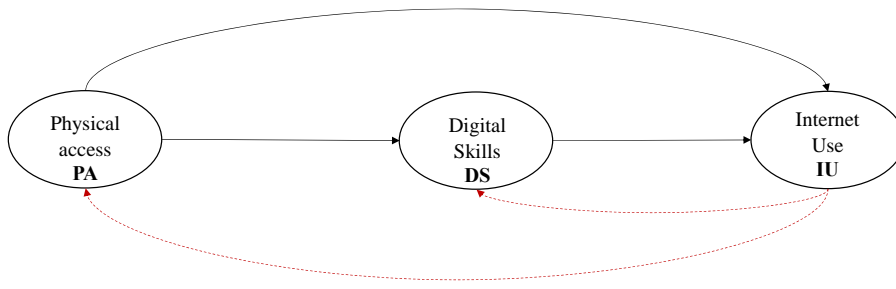 Physical
access
PA
Digital
Skills
DS
Internet
Use
IU